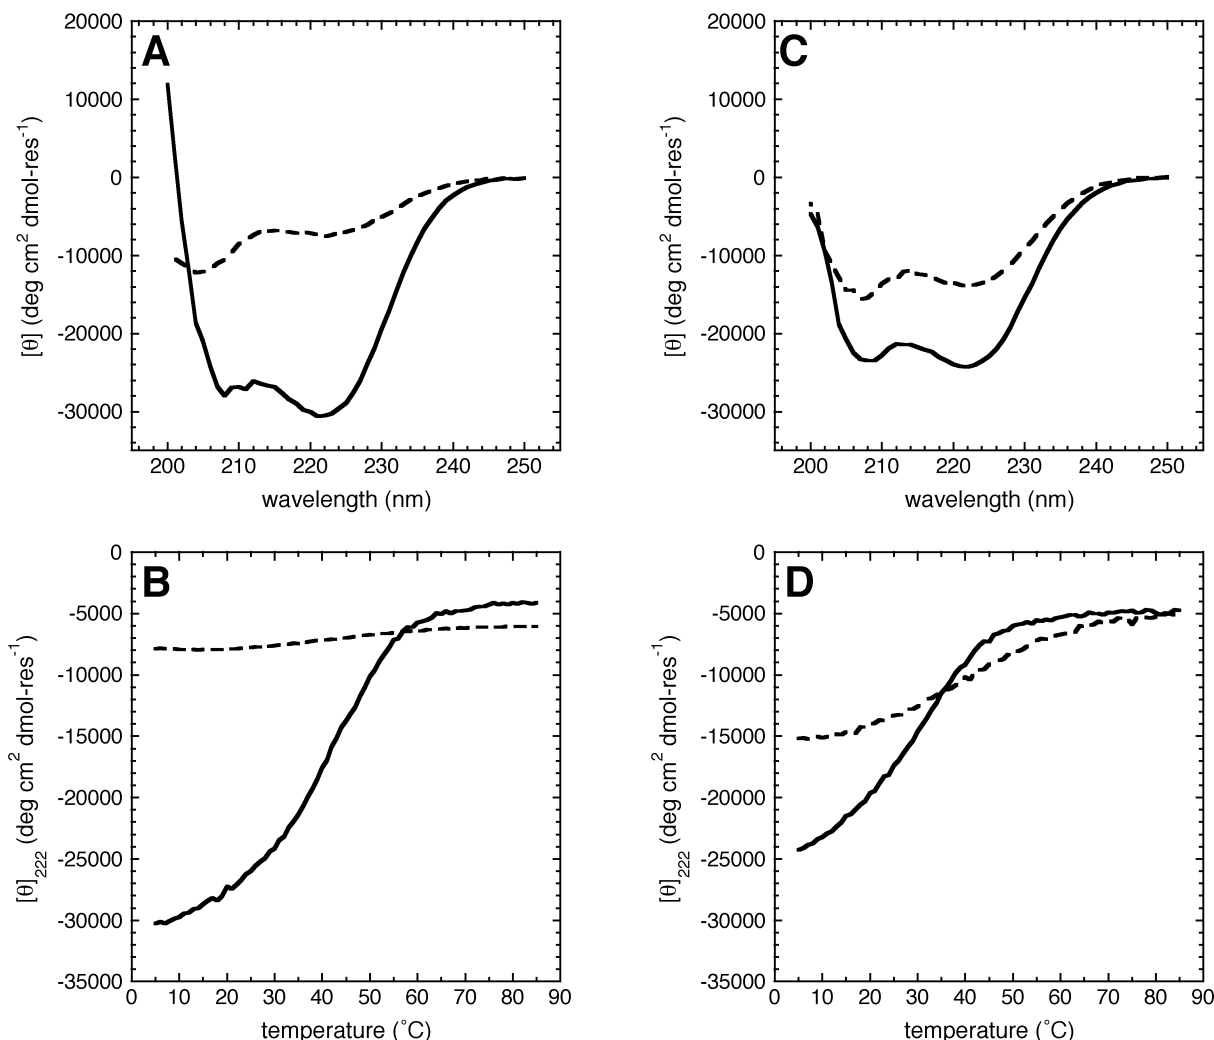 A
20000
10000
0
-10000
-20000
-30000
[θ] (deg cm² dmol-res⁻¹)
200 210 220 230 240 250
wavelength (nm)
C
20000
10000
0
-10000
-20000
-30000
[θ] (deg cm² dmol-res⁻¹)
200 210 220 230 240 250
wavelength (nm)
B
0
-5000
-10000
-15000
-20000
-25000
-30000
-35000
[θ]₂₂₂ (deg cm² dmol-res⁻¹)
0 10 20 30 40 50 60 70 80 90
temperature (˚C)
D
0
-5000
-10000
-15000
-20000
-25000
-30000
-35000
[θ]₂₂₂ (deg cm² dmol-res⁻¹)
0 10 20 30 40 50 60 70 80 90
temperature (˚C)